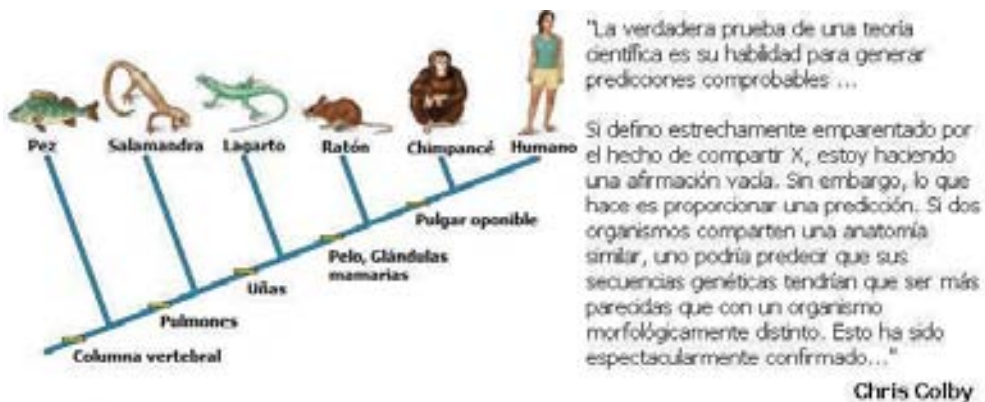 Pez
Salamandra
Lagarto
Ratón
Chimpancé
Humano
Pulgar oponible
Pelo, Glándulas
mamarias
Uñas
Pulmones
Columna vertebral
"La verdadera prueba de una teoría
científica es su habilidad para generar
predicciones comprobables ...
Si defino estrechamente emparentado por
el hecho de compartir X, estoy haciendo
una afirmación vacía. Sin embargo, lo que
hace es proporcionar una predicción. Si dos
organismos comparten una anatomía
similar, uno podría predecir que sus
secuencias genéticas tendrían que ser más
parecidas que con un organismo
morfológicamente distinto. Esto ha sido
espectacularmente confirmado..."
Chris Colby